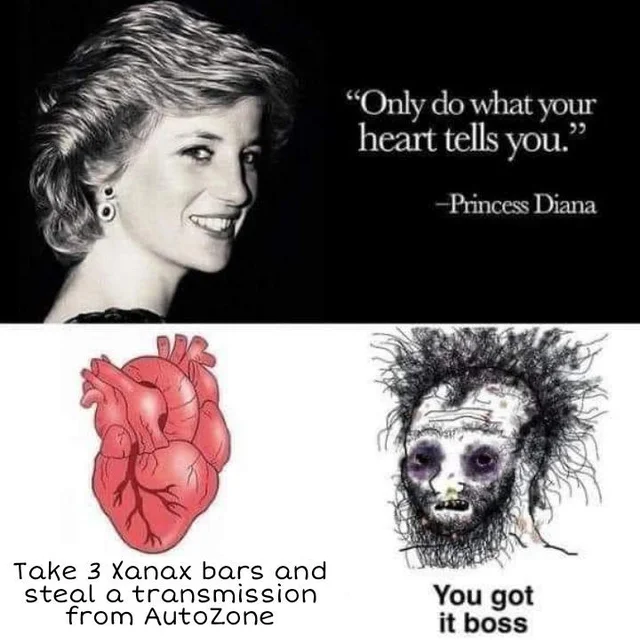 “Only do what your
heart tells you.”
–Princess Diana
Take 3 Xanax bars and
steal a transmission
from AutoZone
You got
it boss